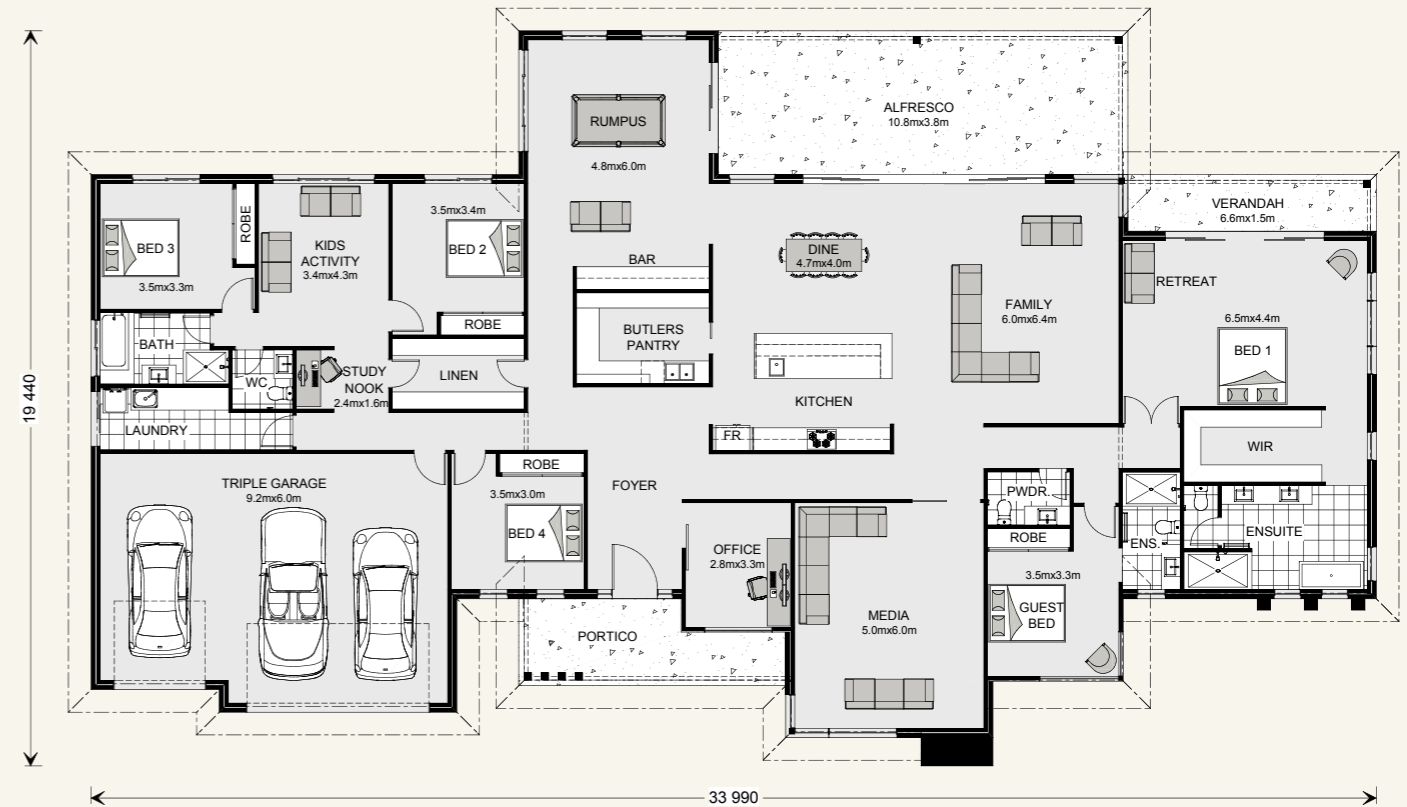 RUMPUS
4.8mx6.0m
ALFRESCO
10.8mx3.8m
VERANDAH
6.6mx1.5m
BED 3
3.5mx3.3m
ROBE
KIDS
ACTIVITY
3.4mx4.3m
3.5mx3.4m
BED 2
ROBE
BAR
DINE
4.7mx4.0m
FAMILY
6.0mx6.4m
RETREAT
6.5mx4.4m
BED 1
BATH
WC
STUDY
NOOK
2.4mx1.6m
LINEN
BUTLERS
PANTRY
KITCHEN
FR
LAUNDRY
WIR
TRIPLE GARAGE
9.2mx6.0m
ROBE
3.5mx3.0m
BED 4
FOYER
OFFICE
2.8mx3.3m
PWDR.
ROBE
ENS.
ENSUITE
3.5mx3.3m
GUEST
BED
MEDIA
5.0mx6.0m
PORTICO
19 440
33 990